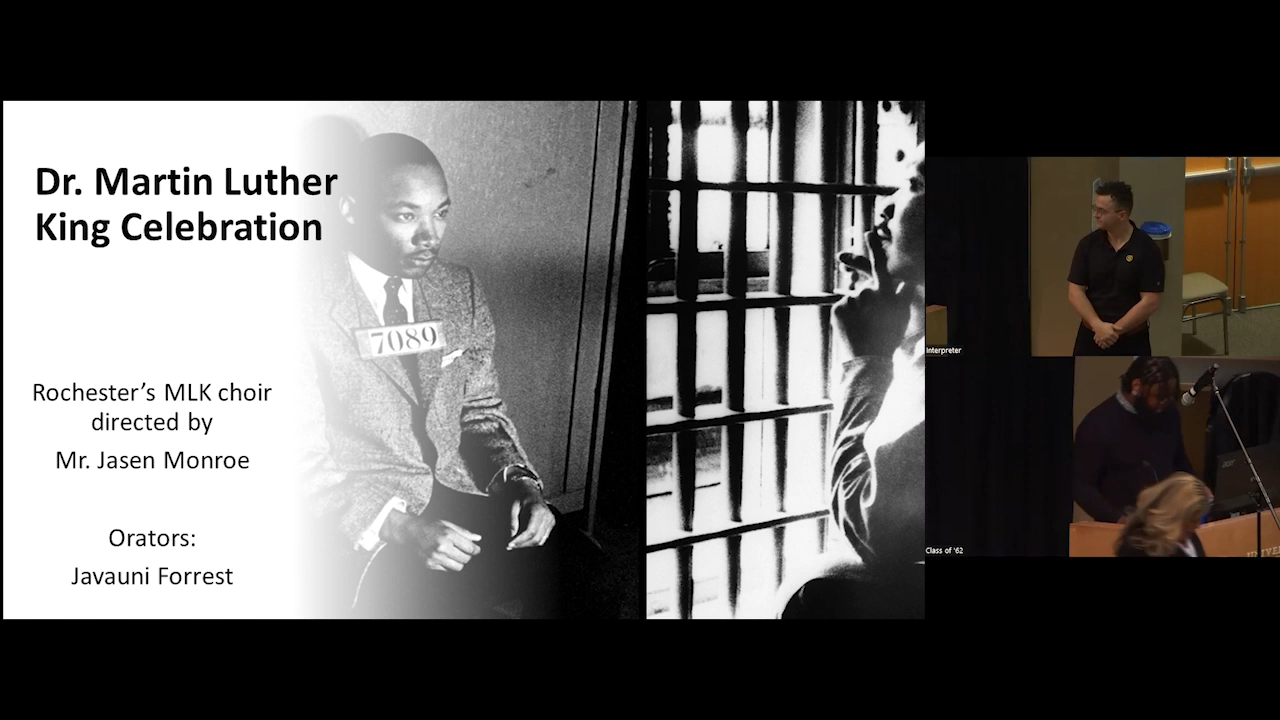 Dr. Martin Luther
King Celebration
7089
Rochester’s MLK choir
directed by
Mr. Jasen Monroe
Orators:
Javauni Forrest
Interpreter
Class of '62
acer